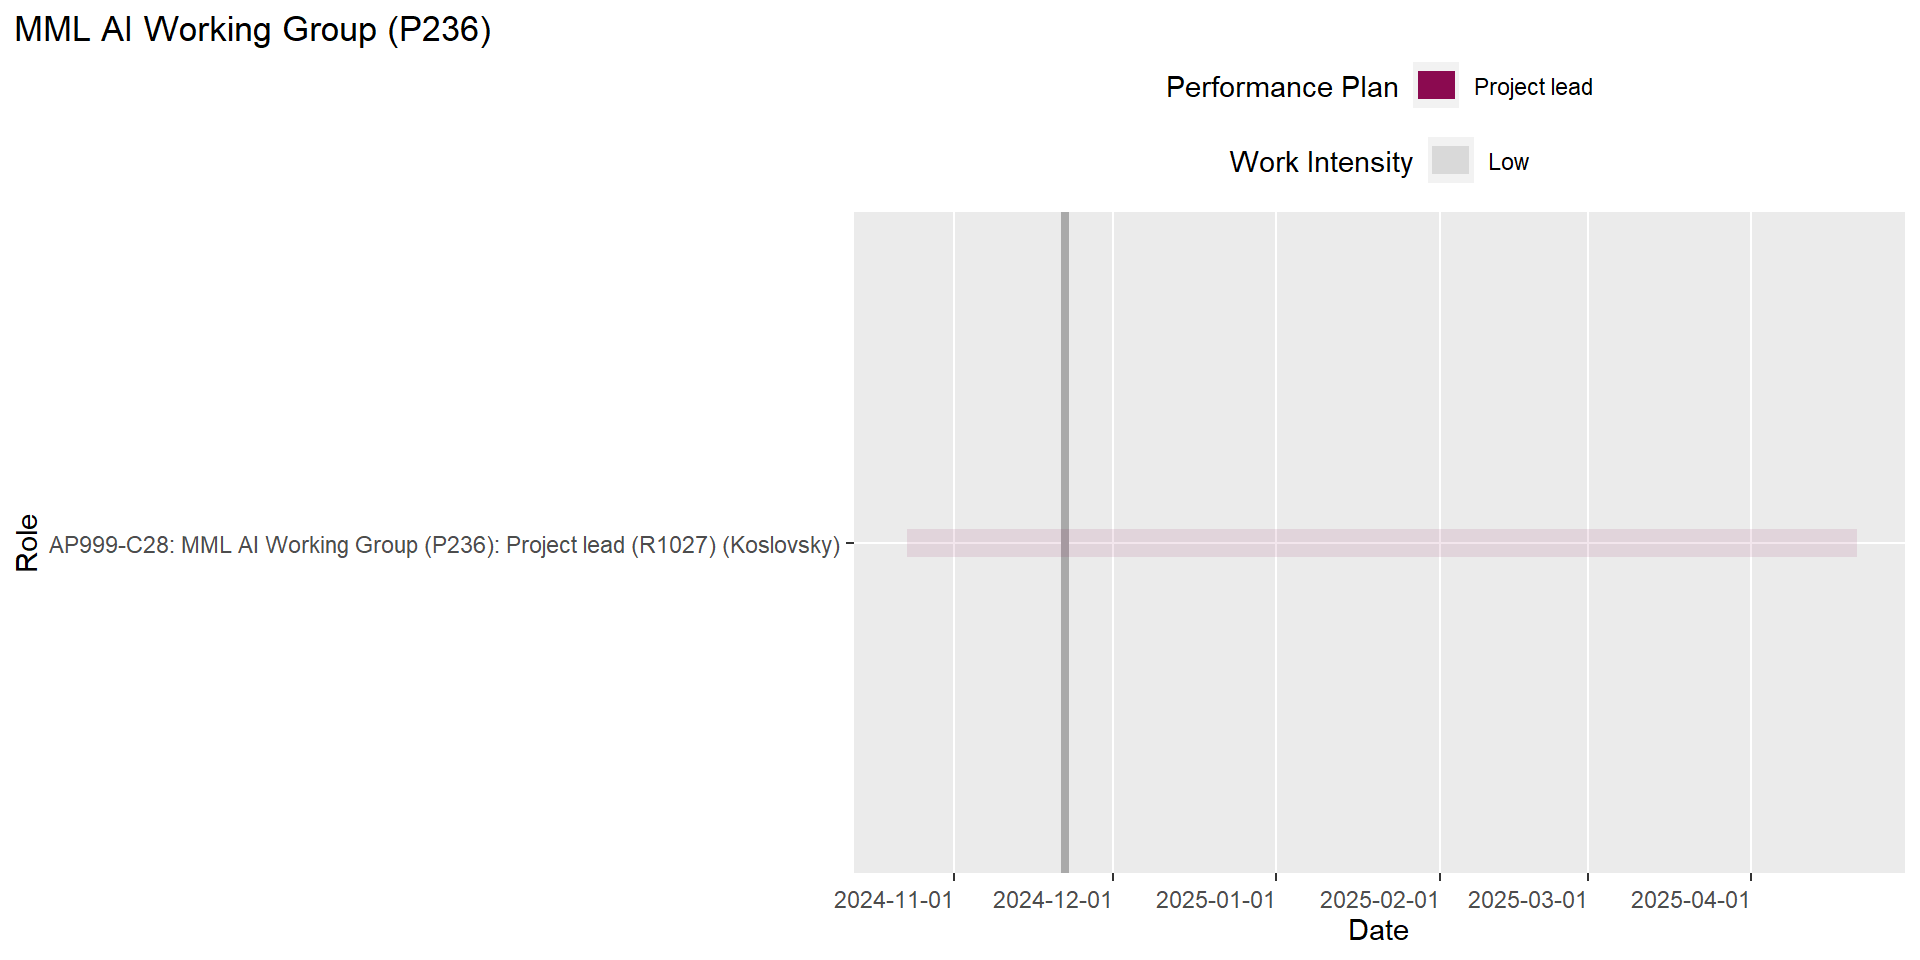 MML AI Working Group (P236)
Performance Plan Project lead
Work Intensity Low
Role
AP999-C28: MML AI Working Group (P236): Project lead (R1027) (Koslovsky)
2024-11-01 2024-12-01 2025-01-01 2025-02-01 2025-03-01 2025-04-01
Date